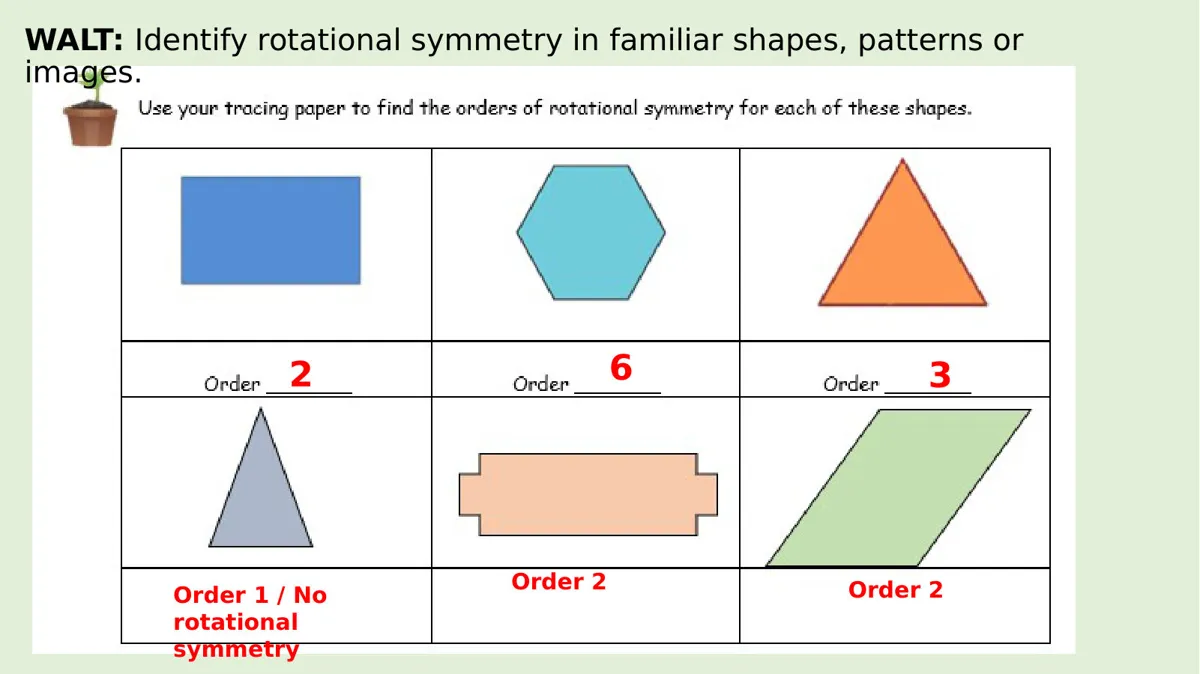 WALT: Identify rotational symmetry in familiar shapes, patterns or
images.
Use your tracing paper to find the orders of rotational symmetry for each of these shapes.
Order 2
Order 6
Order 3
Order 1 / No
rotational
symmetry
Order 2
Order 2